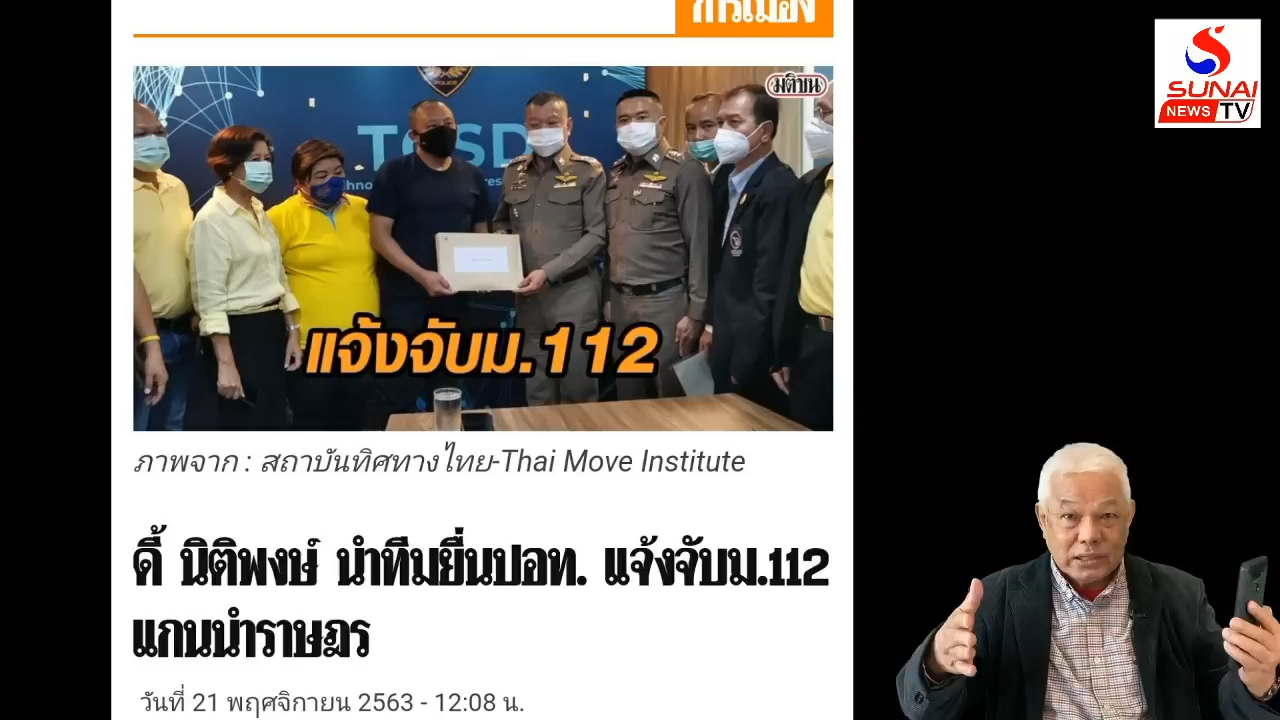 การเมือง
SUNAI
NEWS TV
มติชน
POLICE
แจ้งจับม.112
ภาพจาก : สถาบันทิศทางไทย-Thai Move Institute
ดี้ นิติพงษ์ นำทีมยื่นปอท. แจ้งจับม.112
แกนนำราษฎร
วันที่ 21 พฤศจิกายน 2563 - 12:08 น.